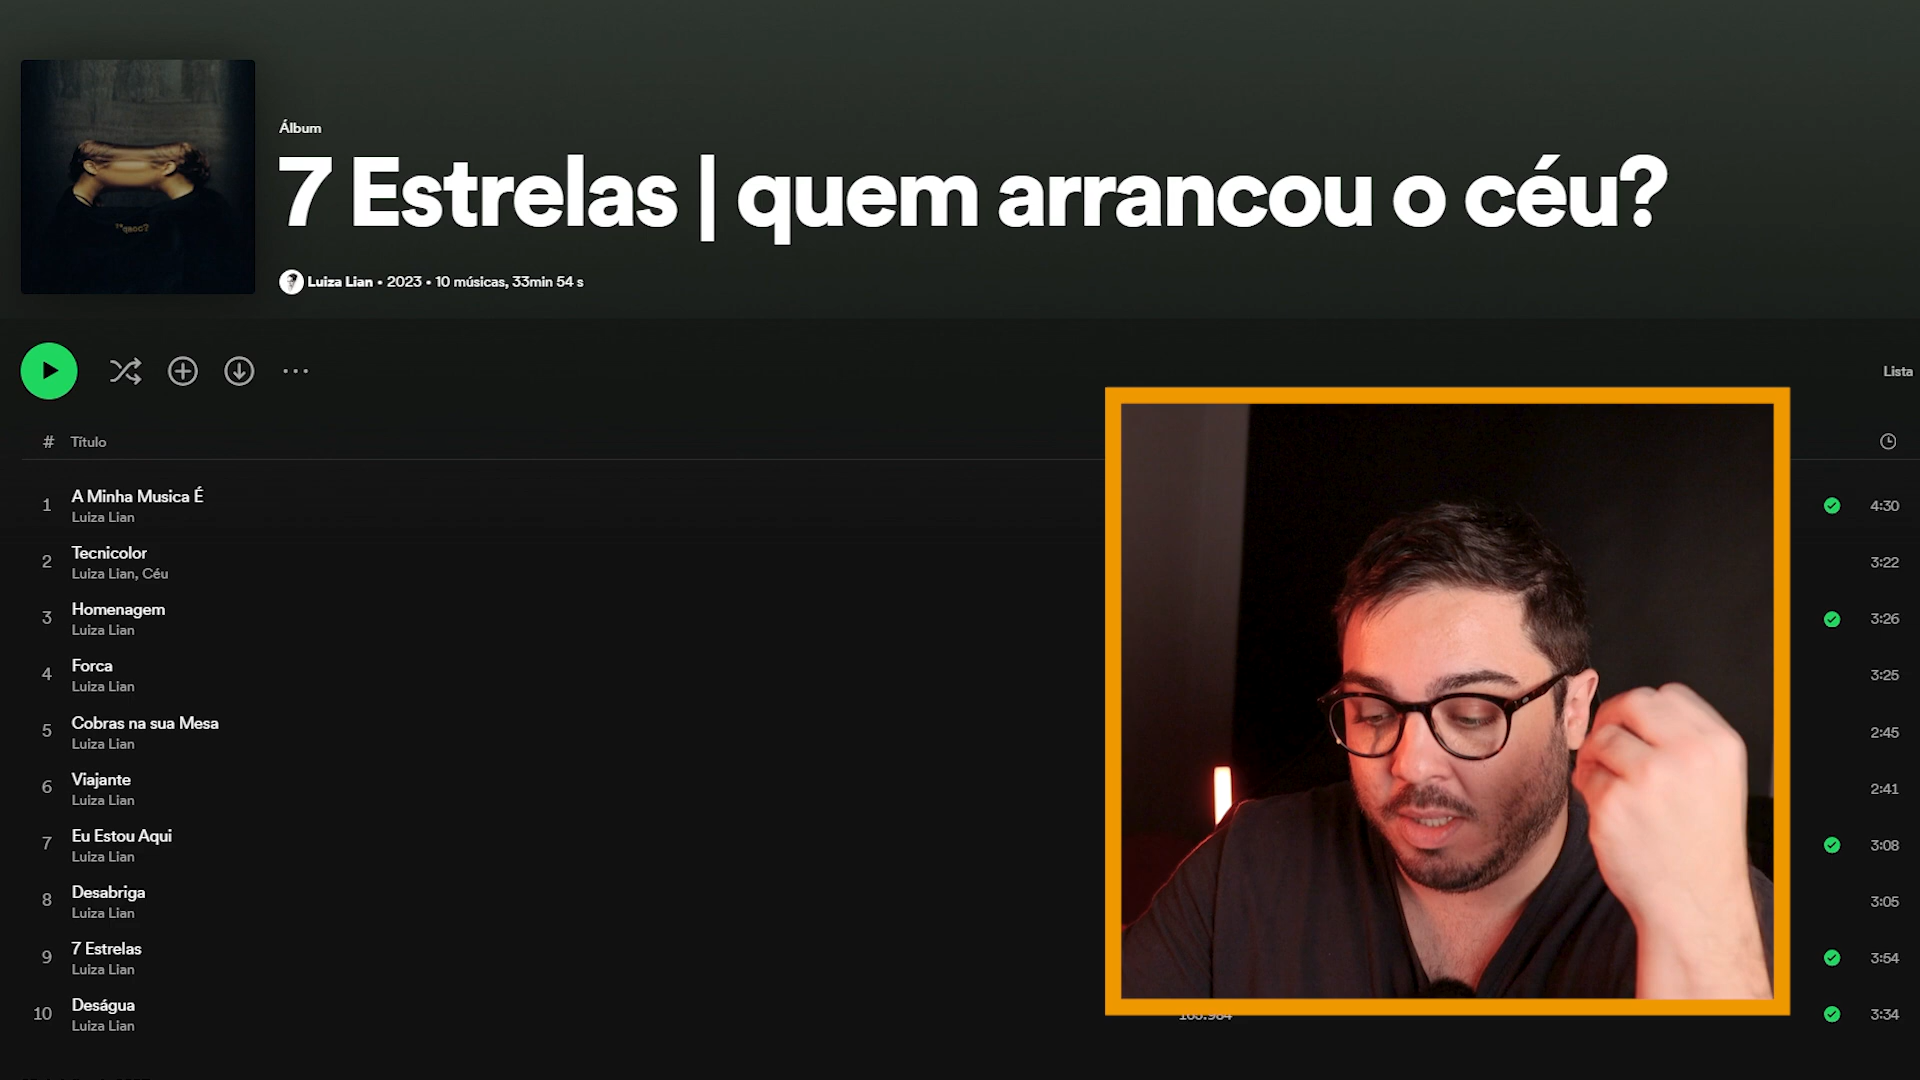 Álbum
7 Estrelas | quem arrancou o céu?
Luiza Lian • 2023 • 10 músicas, 33min 54 s
Lista
# Título
1 A Minha Musica É 4:30
Luiza Lian
2 Tecnicolor 3:22
Luiza Lian, Céu
3 Homenagem 3:26
Luiza Lian
4 Forca 3:25
Luiza Lian
5 Cobras na sua Mesa 2:45
Luiza Lian
6 Viajante 2:41
Luiza Lian
7 Eu Estou Aqui 3:08
Luiza Lian
8 Desabriga 3:05
Luiza Lian
9 7 Estrelas 3:54
Luiza Lian
10 Deságua 3:34
Luiza Lian